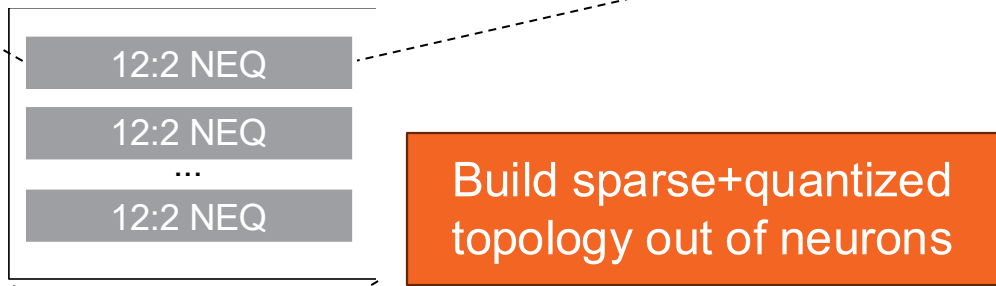 12:2 NEQ
12:2 NEQ
...
12:2 NEQ
Build sparse+quantized
topology out of neurons